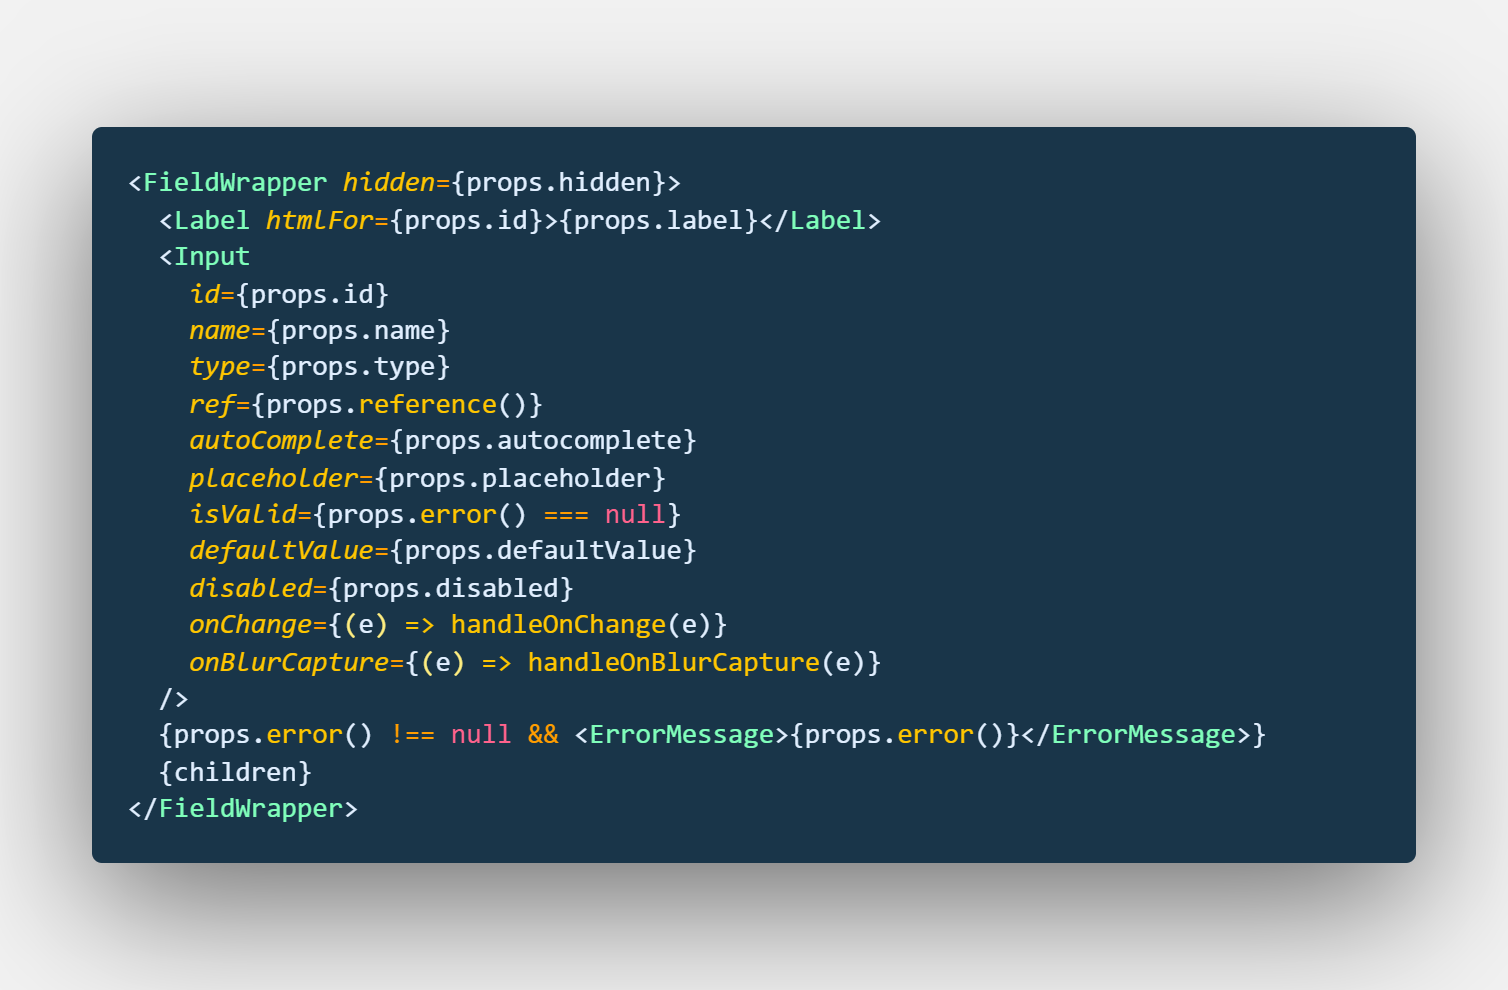 <FieldWrapper hidden={props.hidden}>
  <Label htmlFor={props.id}>{props.label}</Label>
  <Input
    id={props.id}
    name={props.name}
    type={props.type}
    ref={props.reference()}
    autoComplete={props.autocomplete}
    placeholder={props.placeholder}
    isValid={props.error() === null}
    defaultValue={props.defaultValue}
    disabled={props.disabled}
    onChange={(e) => handleOnChange(e)}
    onBlurCapture={(e) => handleOnBlurCapture(e)}
  />
  {props.error() !== null && <ErrorMessage>{props.error()}</ErrorMessage>}
  {children}
</FieldWrapper>